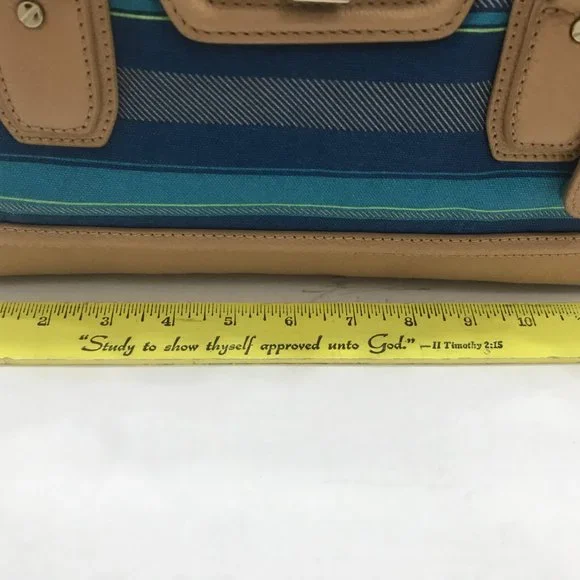 2 3 4 5 6 7 8 9 10
"Study to show thyself approved unto God." —II Timothy 2:15